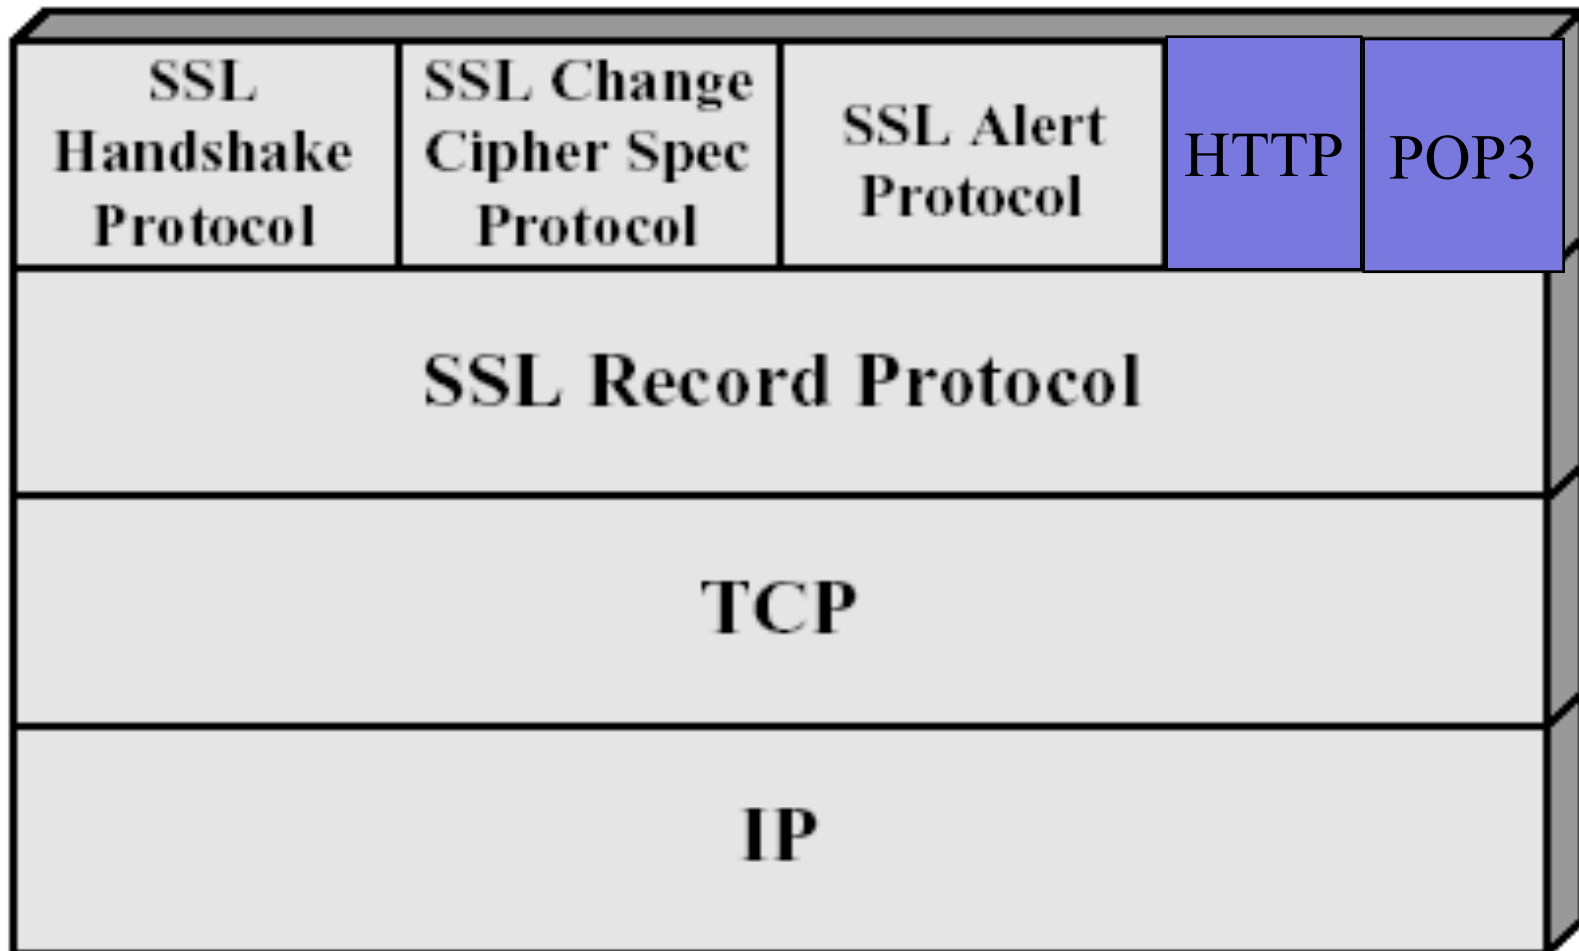 SSL
Handshake
Protocol
SSL Change
Cipher Spec
Protocol
SSL Alert
Protocol
HTTP
POP3
SSL Record Protocol
TCP
IP